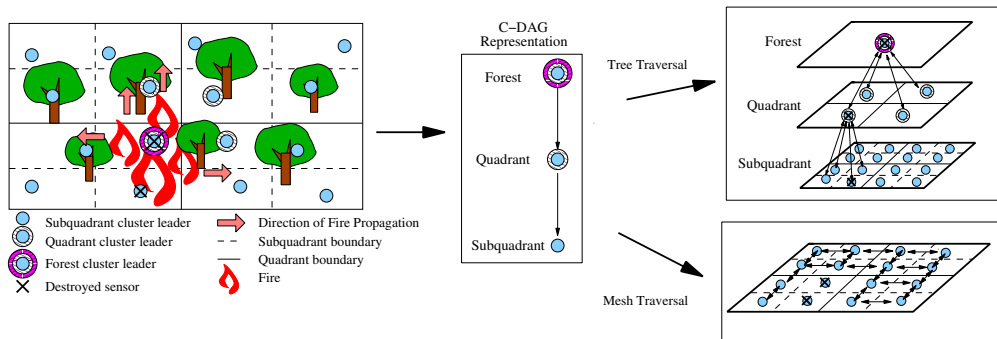 C-DAG
Representation
Forest
Quadrant
Subquadrant
Tree Traversal
Mesh Traversal
Forest
Quadrant
Subquadrant
Subquadrant cluster leader
Quadrant cluster leader
Forest cluster leader
Destroyed sensor
Direction of Fire Propagation
Subquadrant boundary
Quadrant boundary
Fire